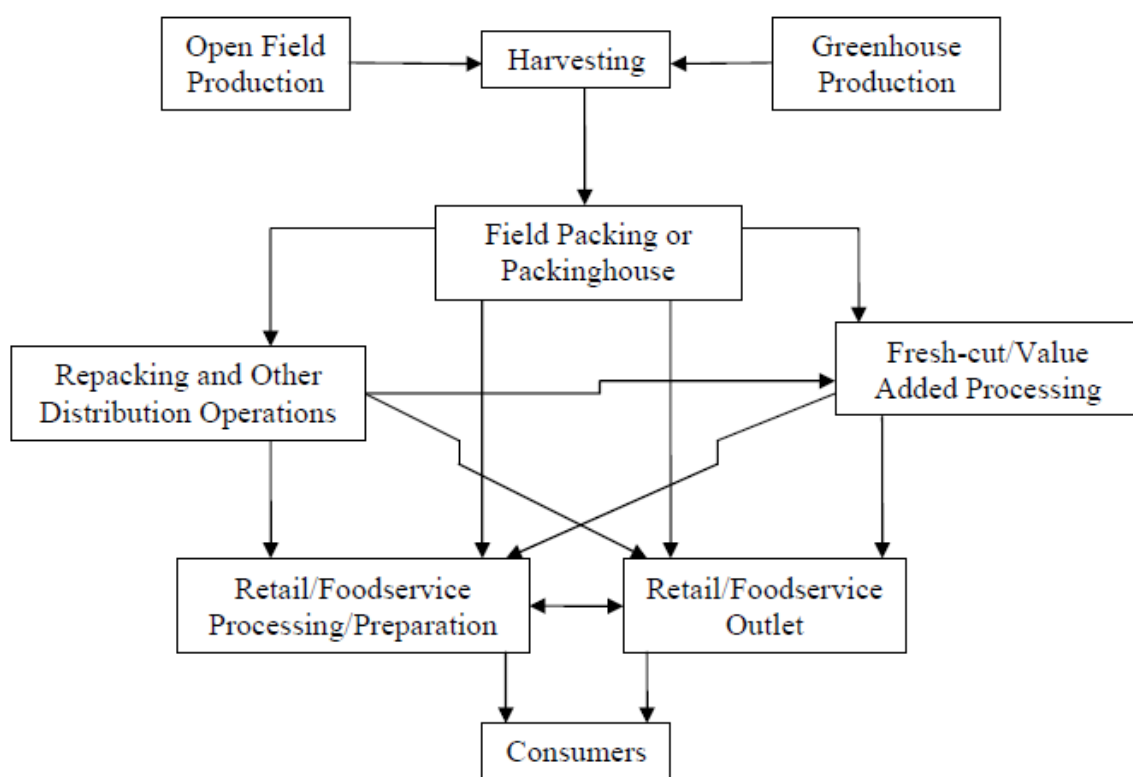 Open Field
Production
Harvesting
Greenhouse
Production
Field Packing or
Packinghouse
Repacking and Other
Distribution Operations
Fresh-cut/Value
Added Processing
Retail/Foodservice
Processing/Preparation
Retail/Foodservice
Outlet
Consumers